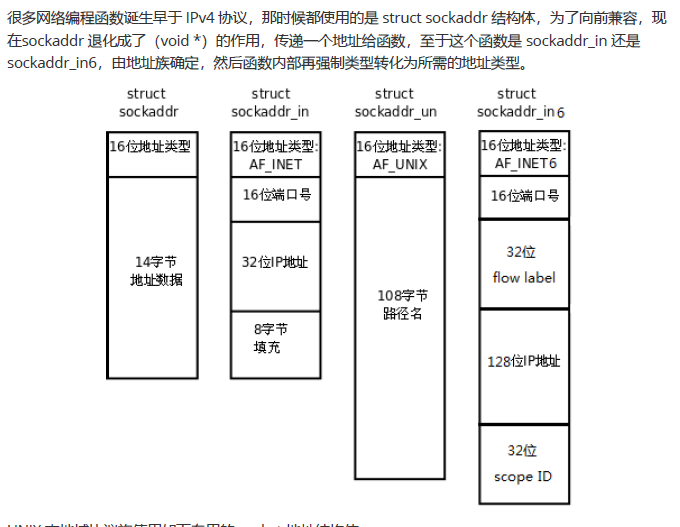 很多网络编程函数诞生早于 IPv4 协议，那时候都使用的是 struct sockaddr 结构体，为了向前兼容，现
在sockaddr 退化成了（void *）的作用，传递一个地址给函数，至于这个函数是 sockaddr_in 还是
sockaddr_in6，由地址族确定，然后函数内部再强制类型转化为所需的地址类型。
struct
sockaddr
16位地址类型
14字节
地址数据
struct
sockaddr_in
16位地址类型:
AF_INET
16位端口号
32位IP地址
8字节
填充
struct
sockaddr_un
16位地址类型:
AF_UNIX
108字节
路径名
struct
sockaddr_in6
16位地址类型:
AF_INET6
16位端口号
32位
flow label
128位IP地址
32位
scope ID